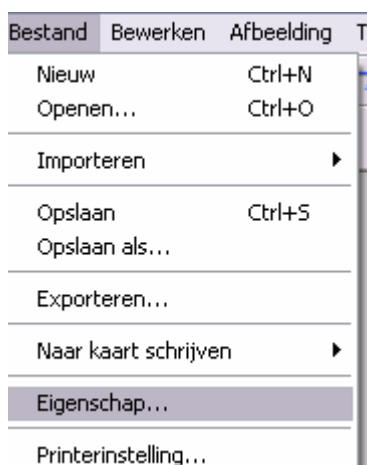 Bestand Bewerken Afbeelding T
Nieuw Ctrl+N
Openen... Ctrl+O
Importeren
Opslaan Ctrl+S
Opslaan als...
Exporteren...
Naar kaart schrijven
Eigenschap...
Printerinstelling...